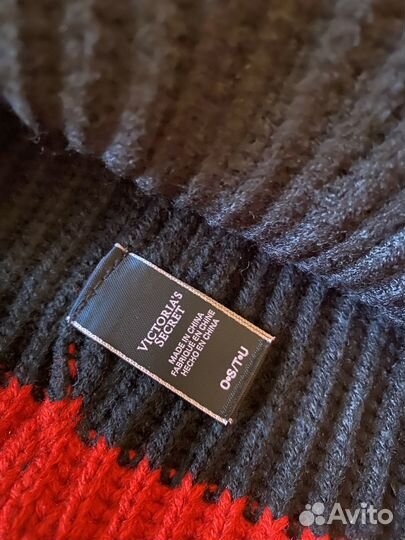 VICTORIA'S
SECRET
MADE IN CHINA
FABRIQUÉ EN CHINE
HECHO EN CHINA
O•S/T•U
Avito